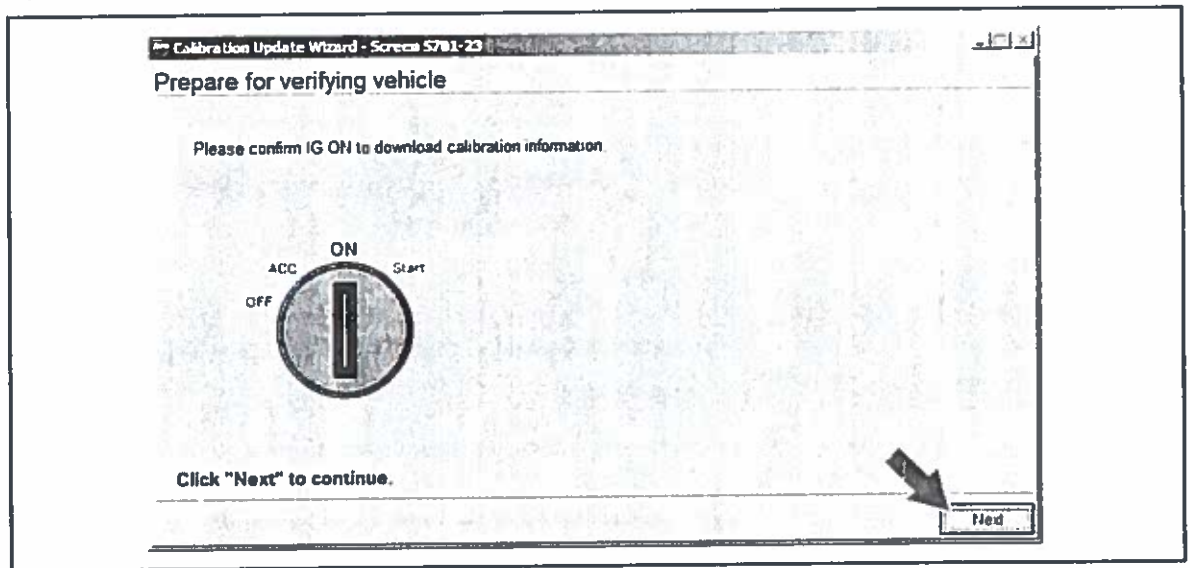 Calibration Update Wizard - Screen S701-23
Prepare for verifying vehicle
Please confirm IG ON to download calibration information.
ON
ACC
Start
OFF
Click "Next" to continue.
Next